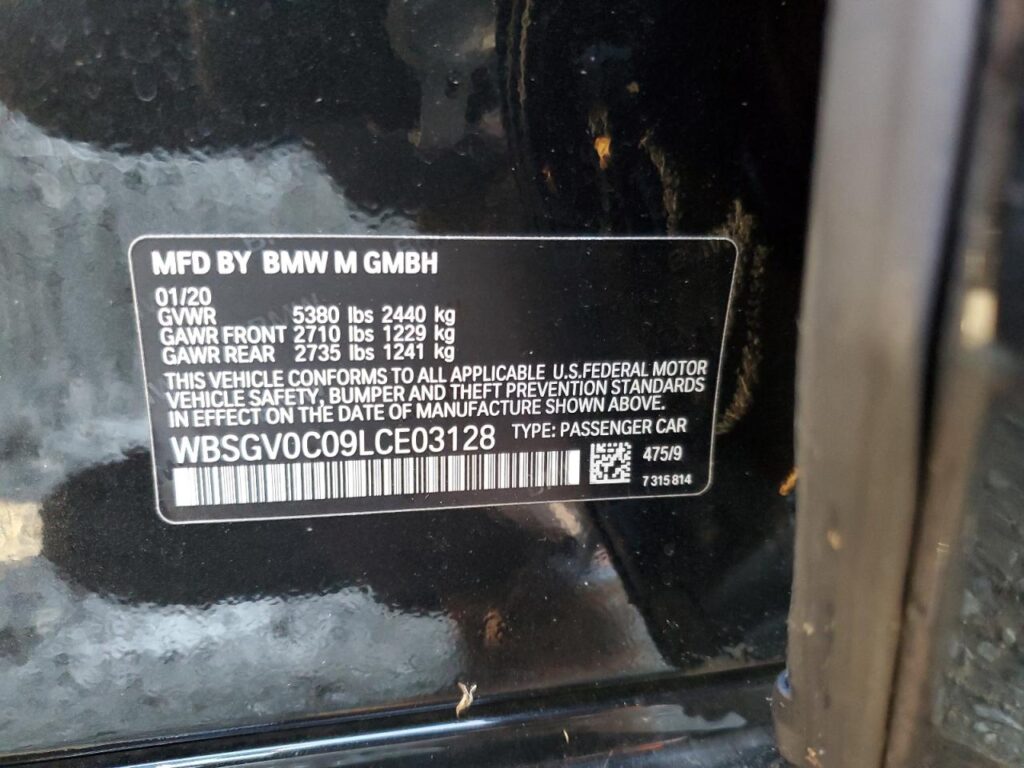 MFD BY BMW M GMBH
01/20
GVWR 5380 lbs 2440 kg
GAWR FRONT 2710 lbs 1229 kg
GAWR REAR 2735 lbs 1241 kg
THIS VEHICLE CONFORMS TO ALL APPLICABLE U.S.FEDERAL MOTOR
VEHICLE SAFETY, BUMPER AND THEFT PREVENTION STANDARDS
IN EFFECT ON THE DATE OF MANUFACTURE SHOWN ABOVE.
WBSGV0C09LCE03128 TYPE: PASSENGER CAR
475/9
7 315 814